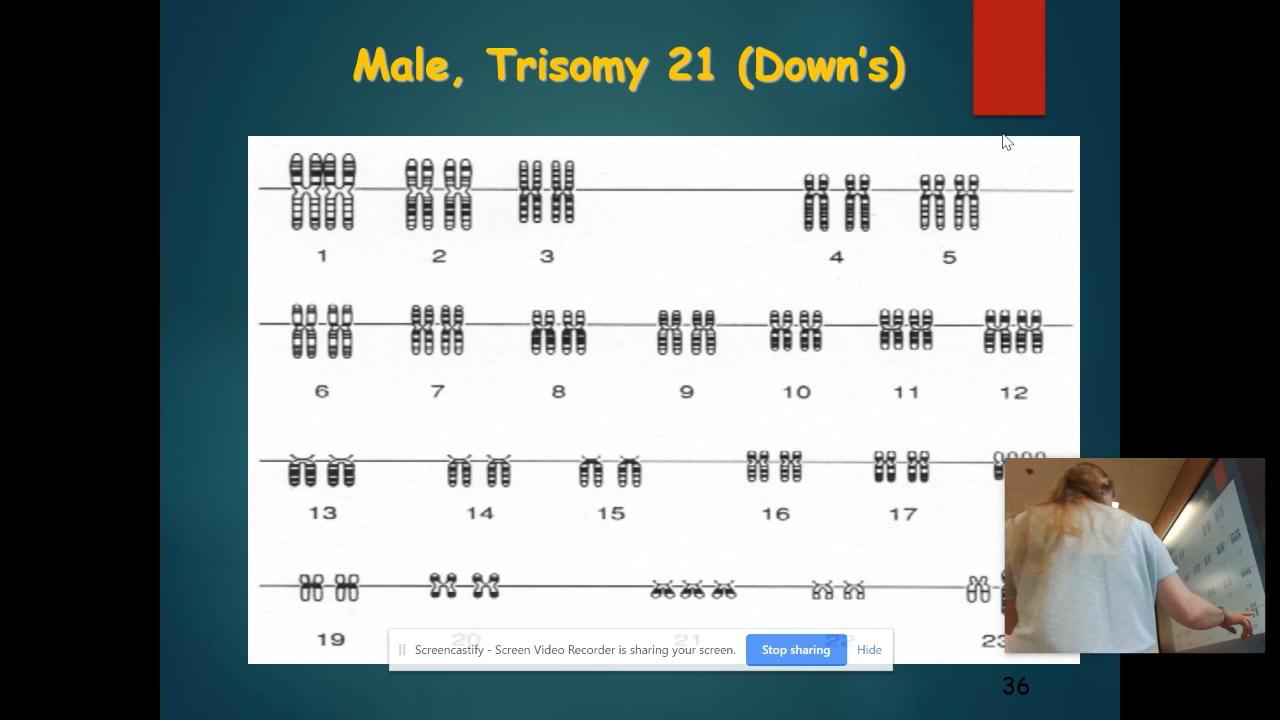 Male, Trisomy 21 (Down's)
1 2 3 4 5
6 7 8 9 10 11 12
13 14 15 16 17
19 20 21 22 23
Screencastify - Screen Video Recorder is sharing your screen. Stop sharing Hide
36